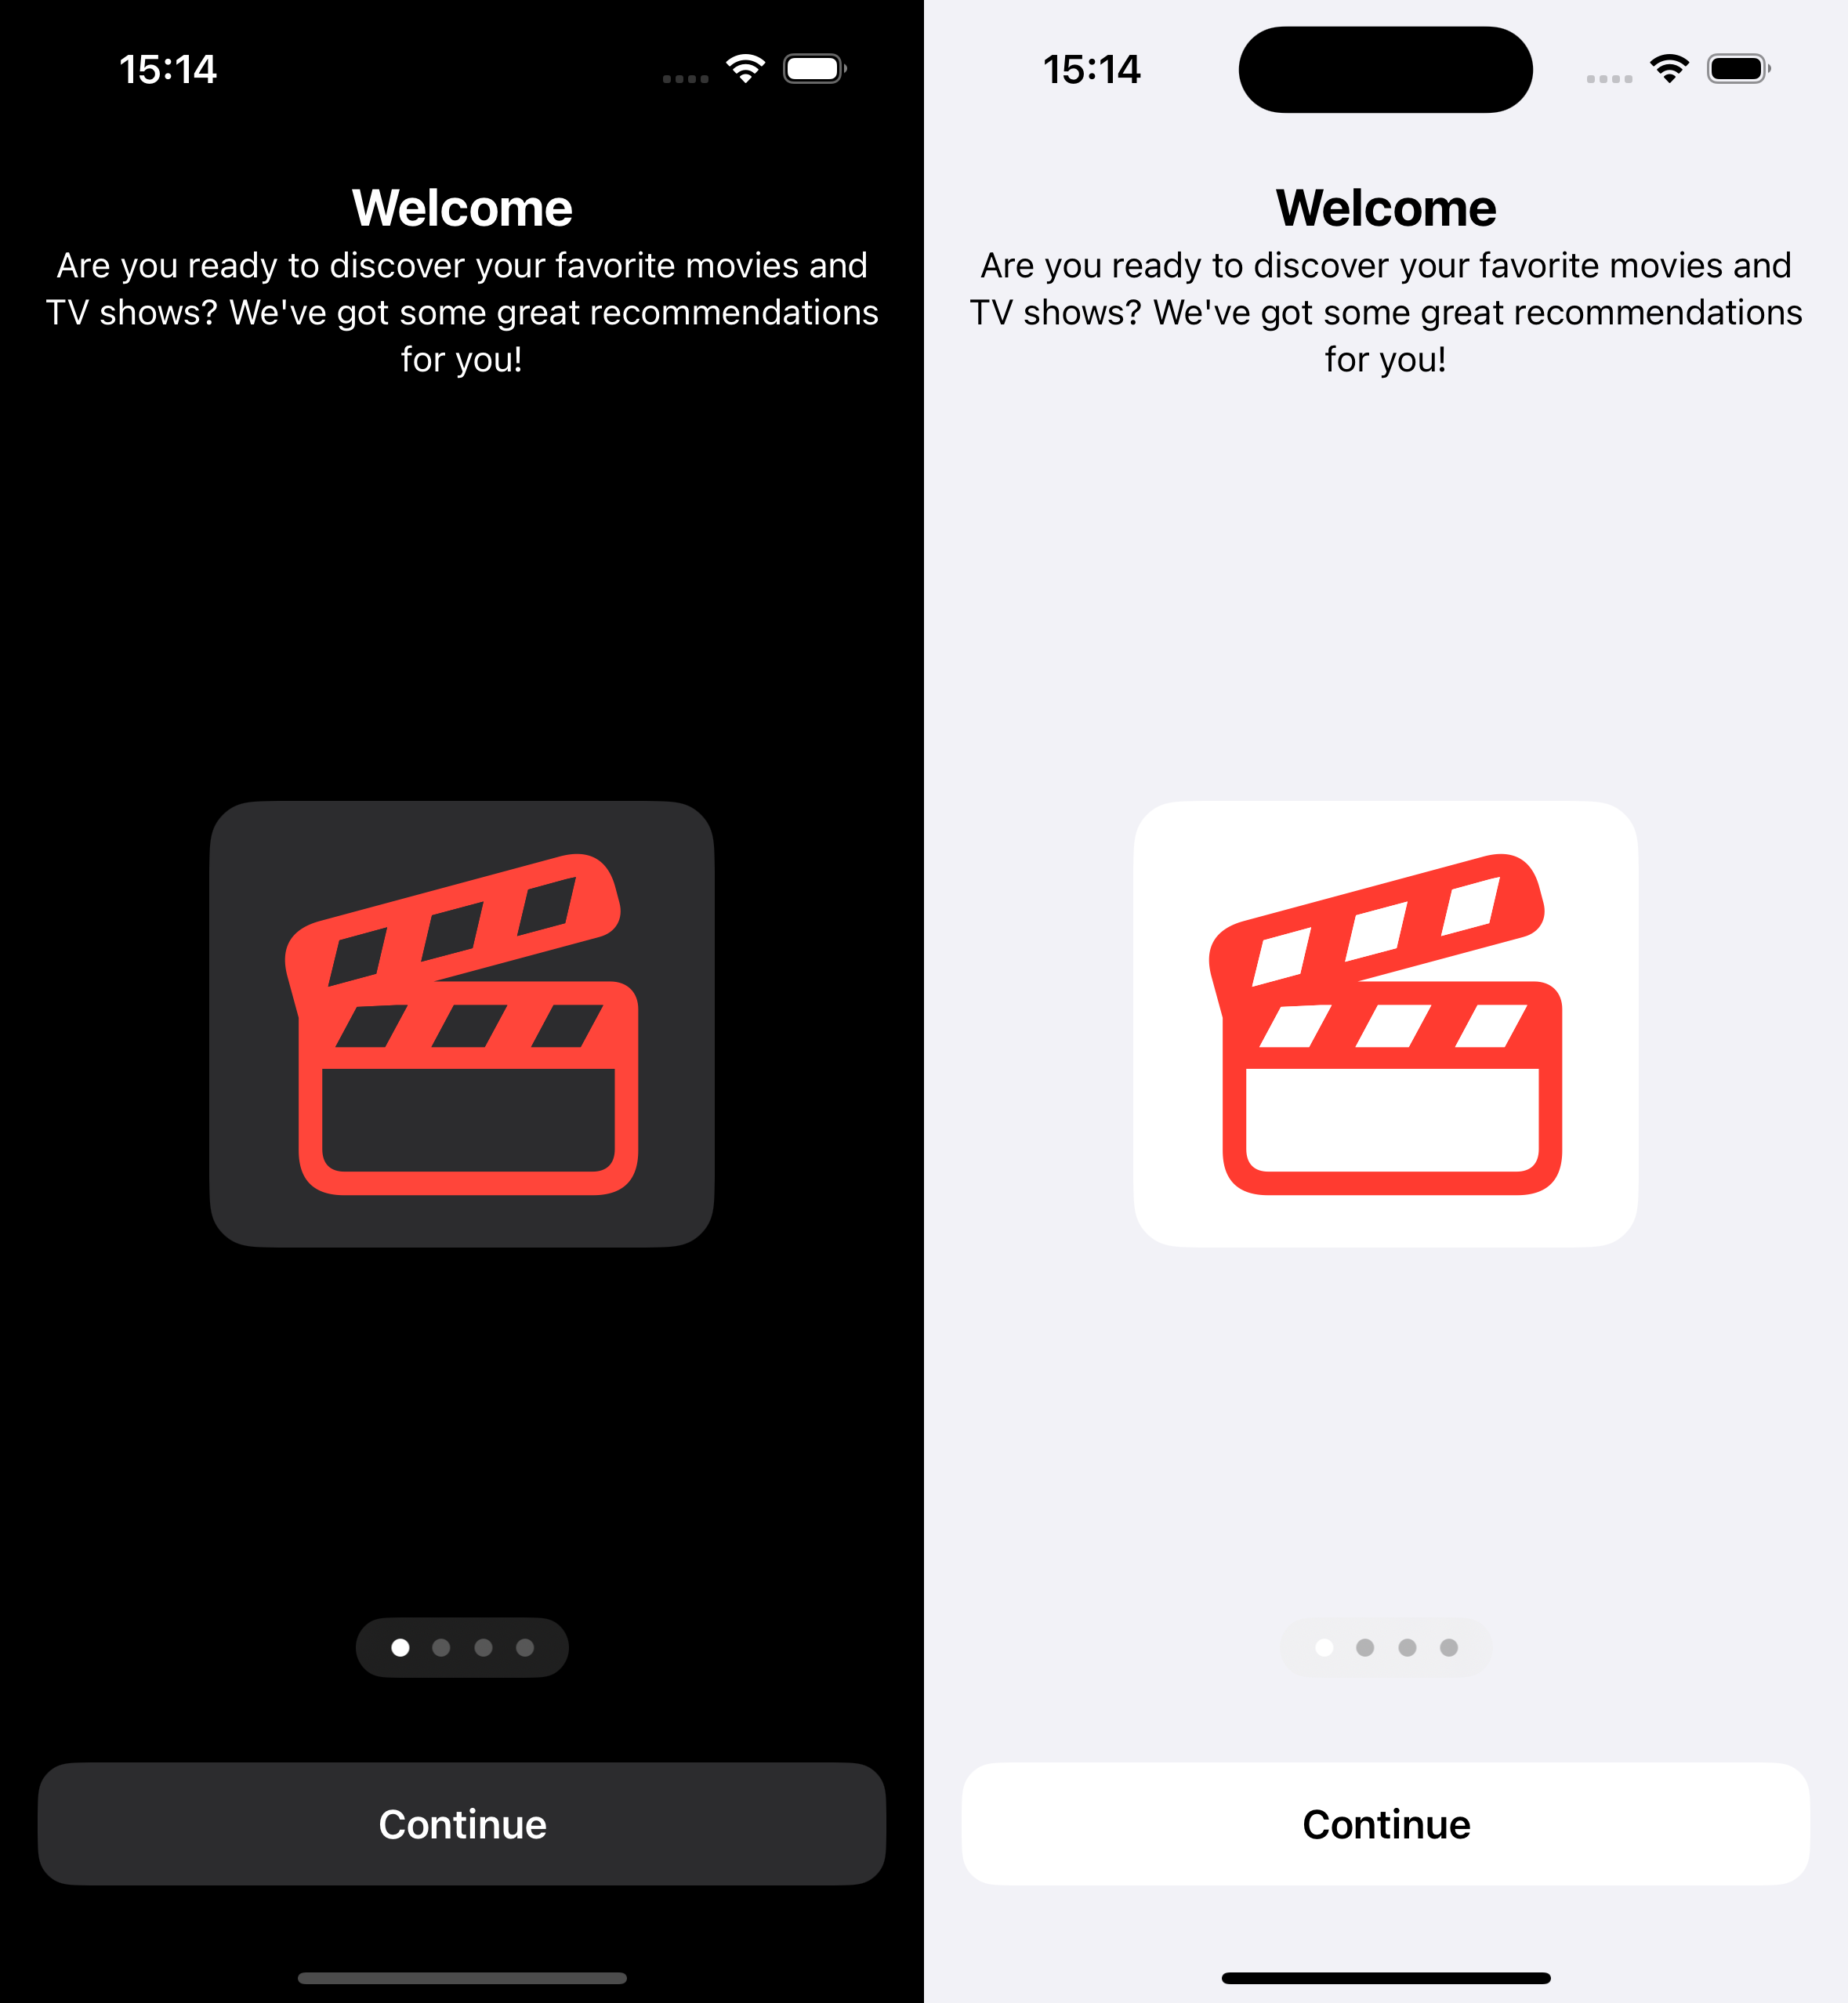 15:14
Welcome
Are you ready to discover your favorite movies and
TV shows? We've got some great recommendations
for you!
Continue
15:14
Welcome
Are you ready to discover your favorite movies and
TV shows? We've got some great recommendations
for you!
Continue